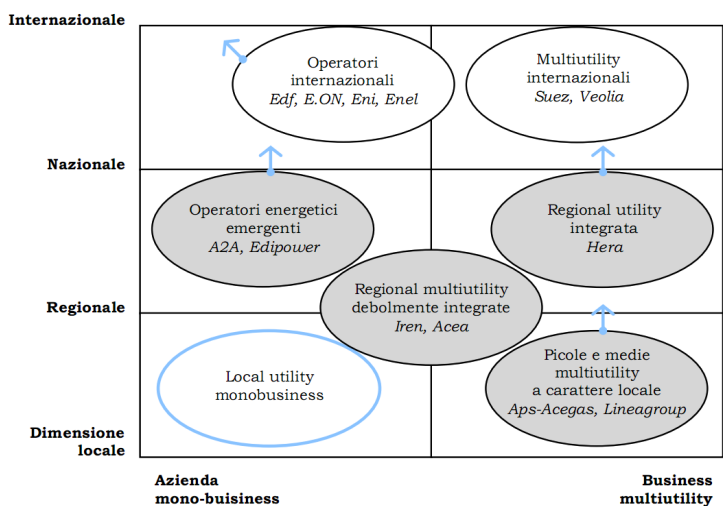 Internazionale
Operatori
internazionali
Edf, E.ON, Eni, Enel
Multiutility
internazionali
Suez, Veolia
Nazionale
Operatori energetici
emergenti
A2A, Edipower
Regional utility
integrata
Hera
Regionale
Regional multiutility
debolmente integrate
Iren, Acea
Local utility
monobusiness
Picole e medie
multiutility
a carattere locale
Aps-Acegas, Lineagroup
Dimensione
locale
Azienda
mono-buisiness
Business
multiutility